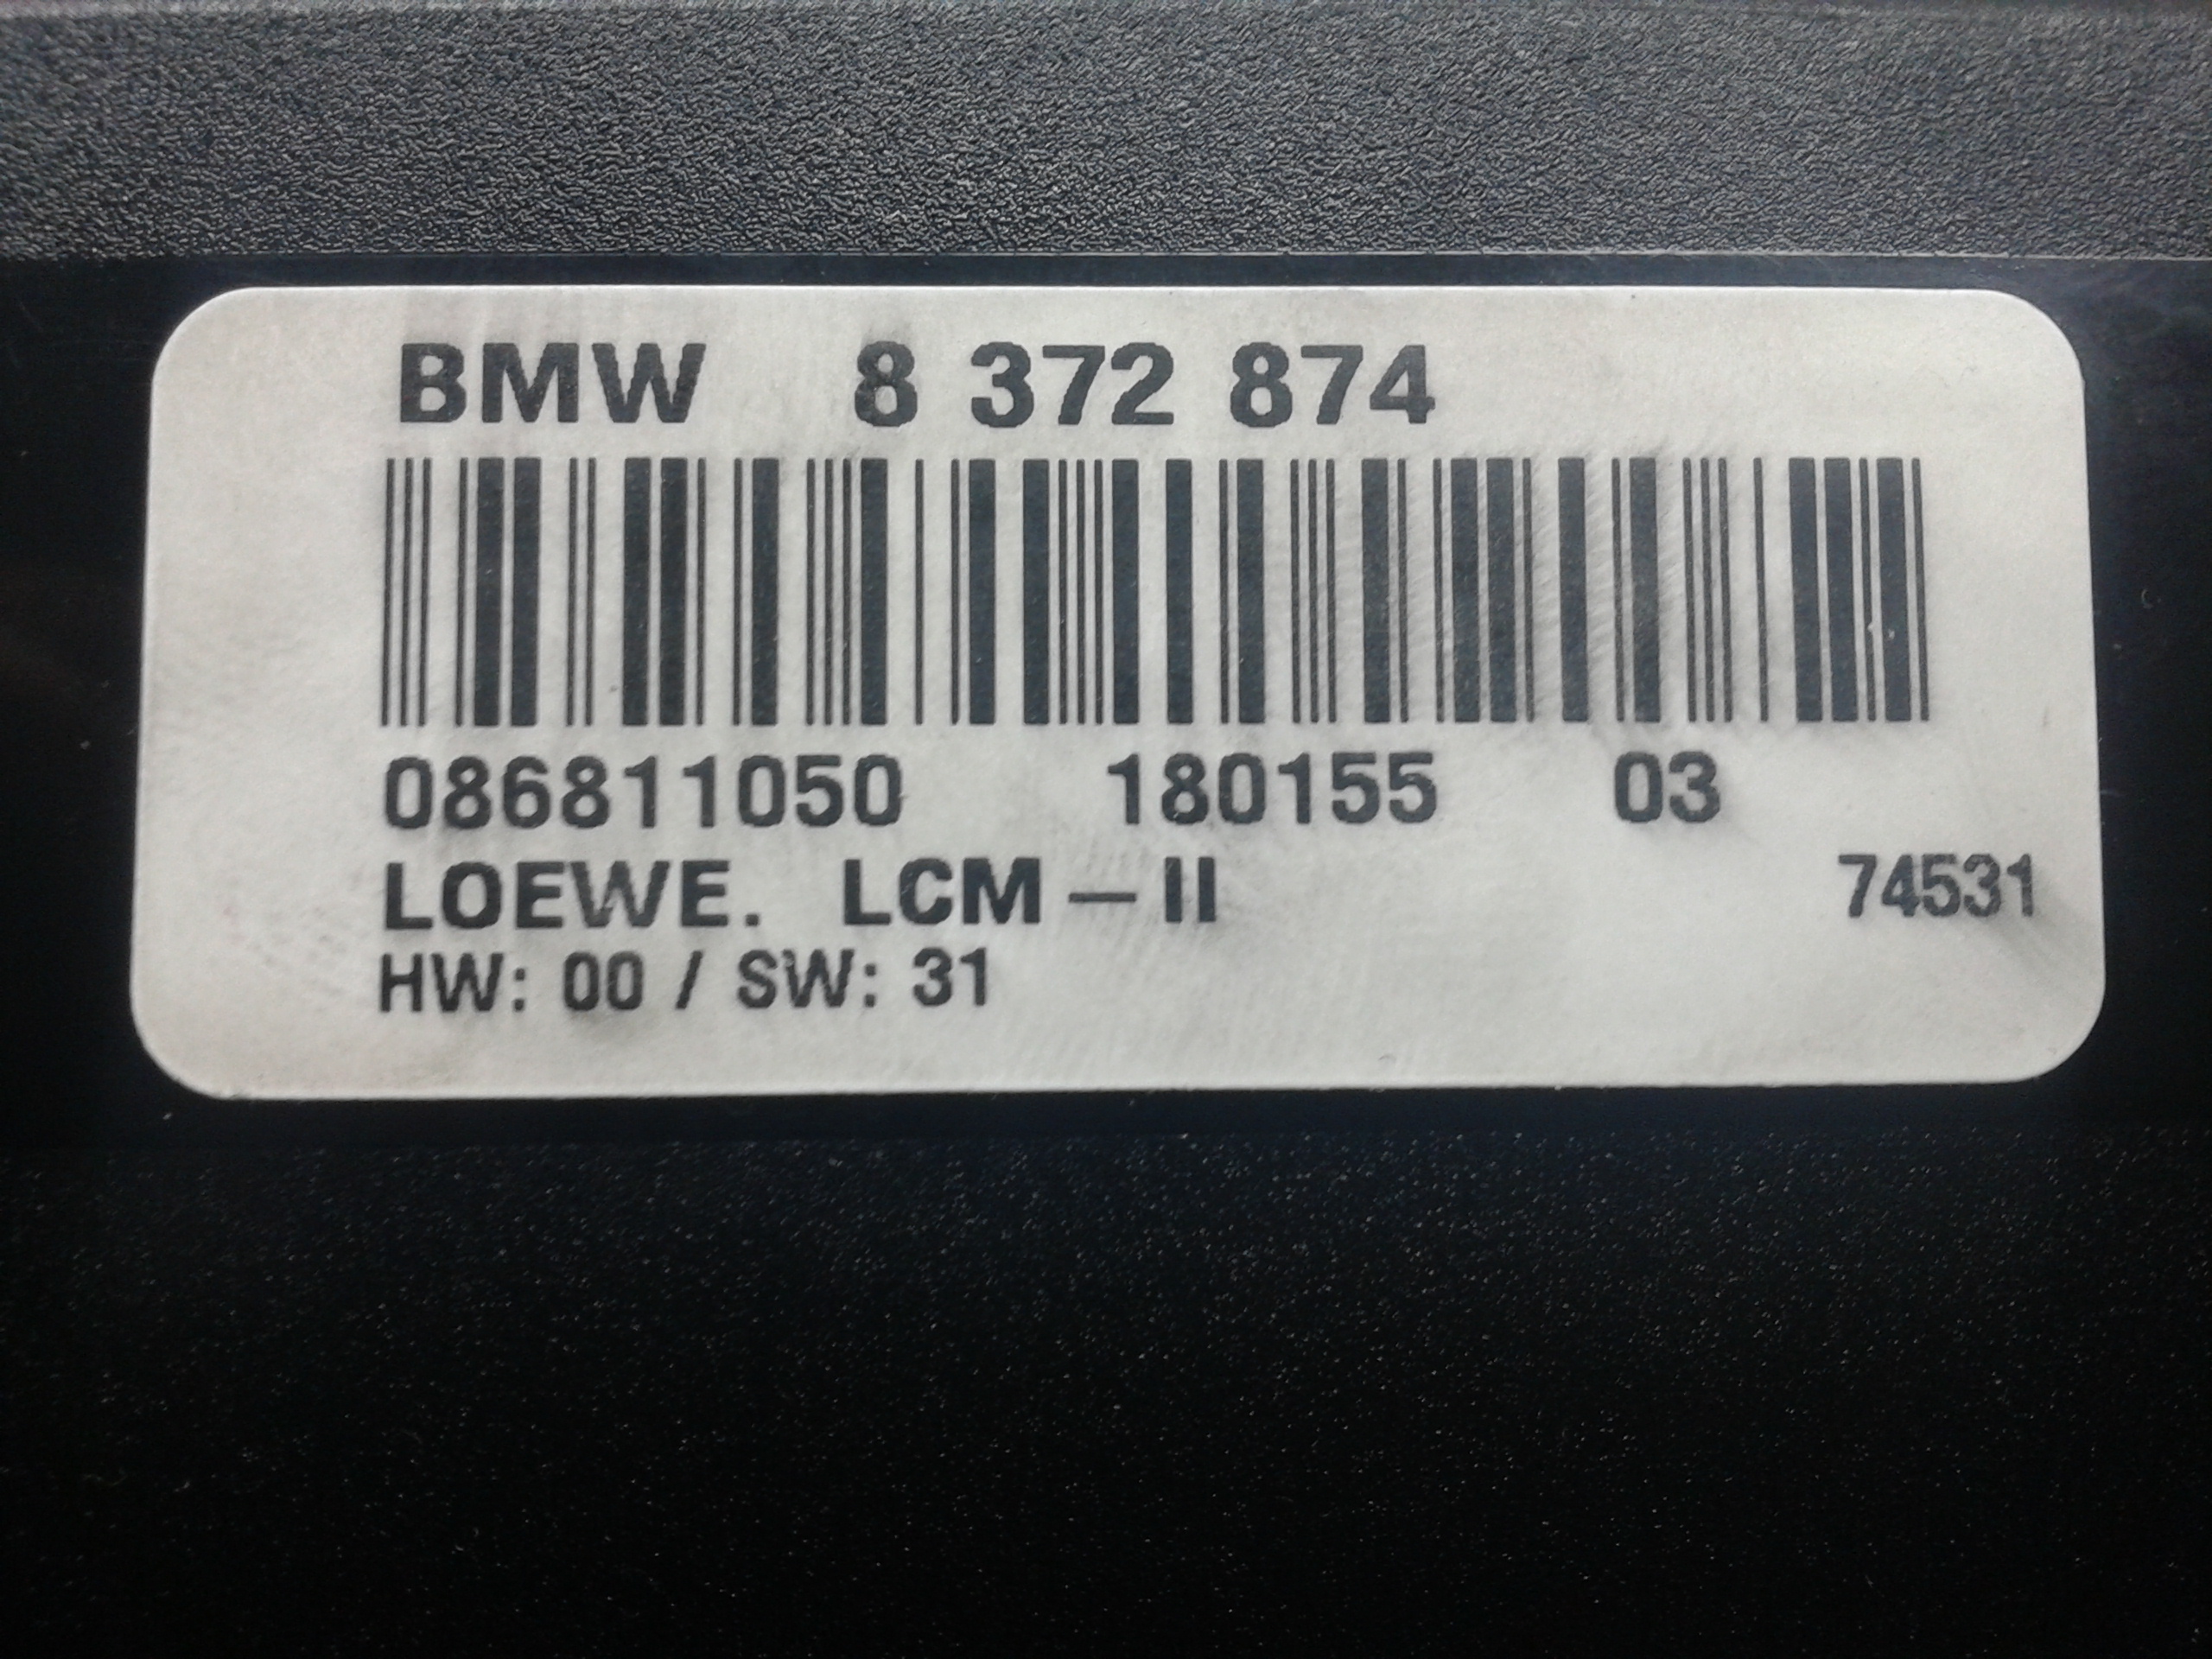 BMW 8 372 874
086811050 180155 03
LOEWE. LCM – II 74531
HW: 00 / SW: 31